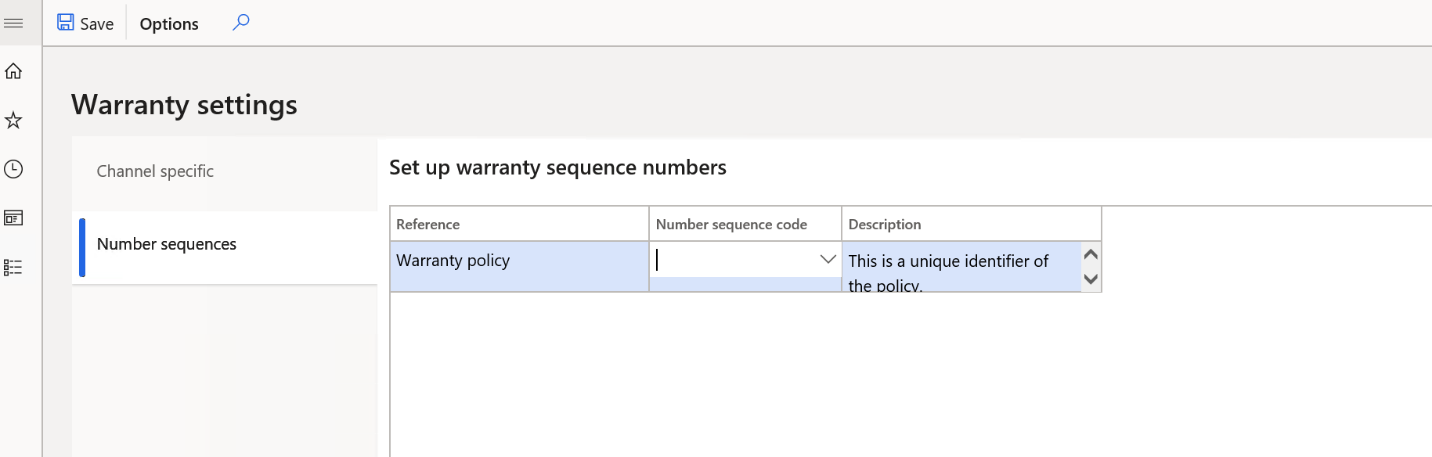 Save Options
Warranty settings
Channel specific
Number sequences
Set up warranty sequence numbers
Reference Number sequence code Description
Warranty policy This is a unique identifier of
the policy.